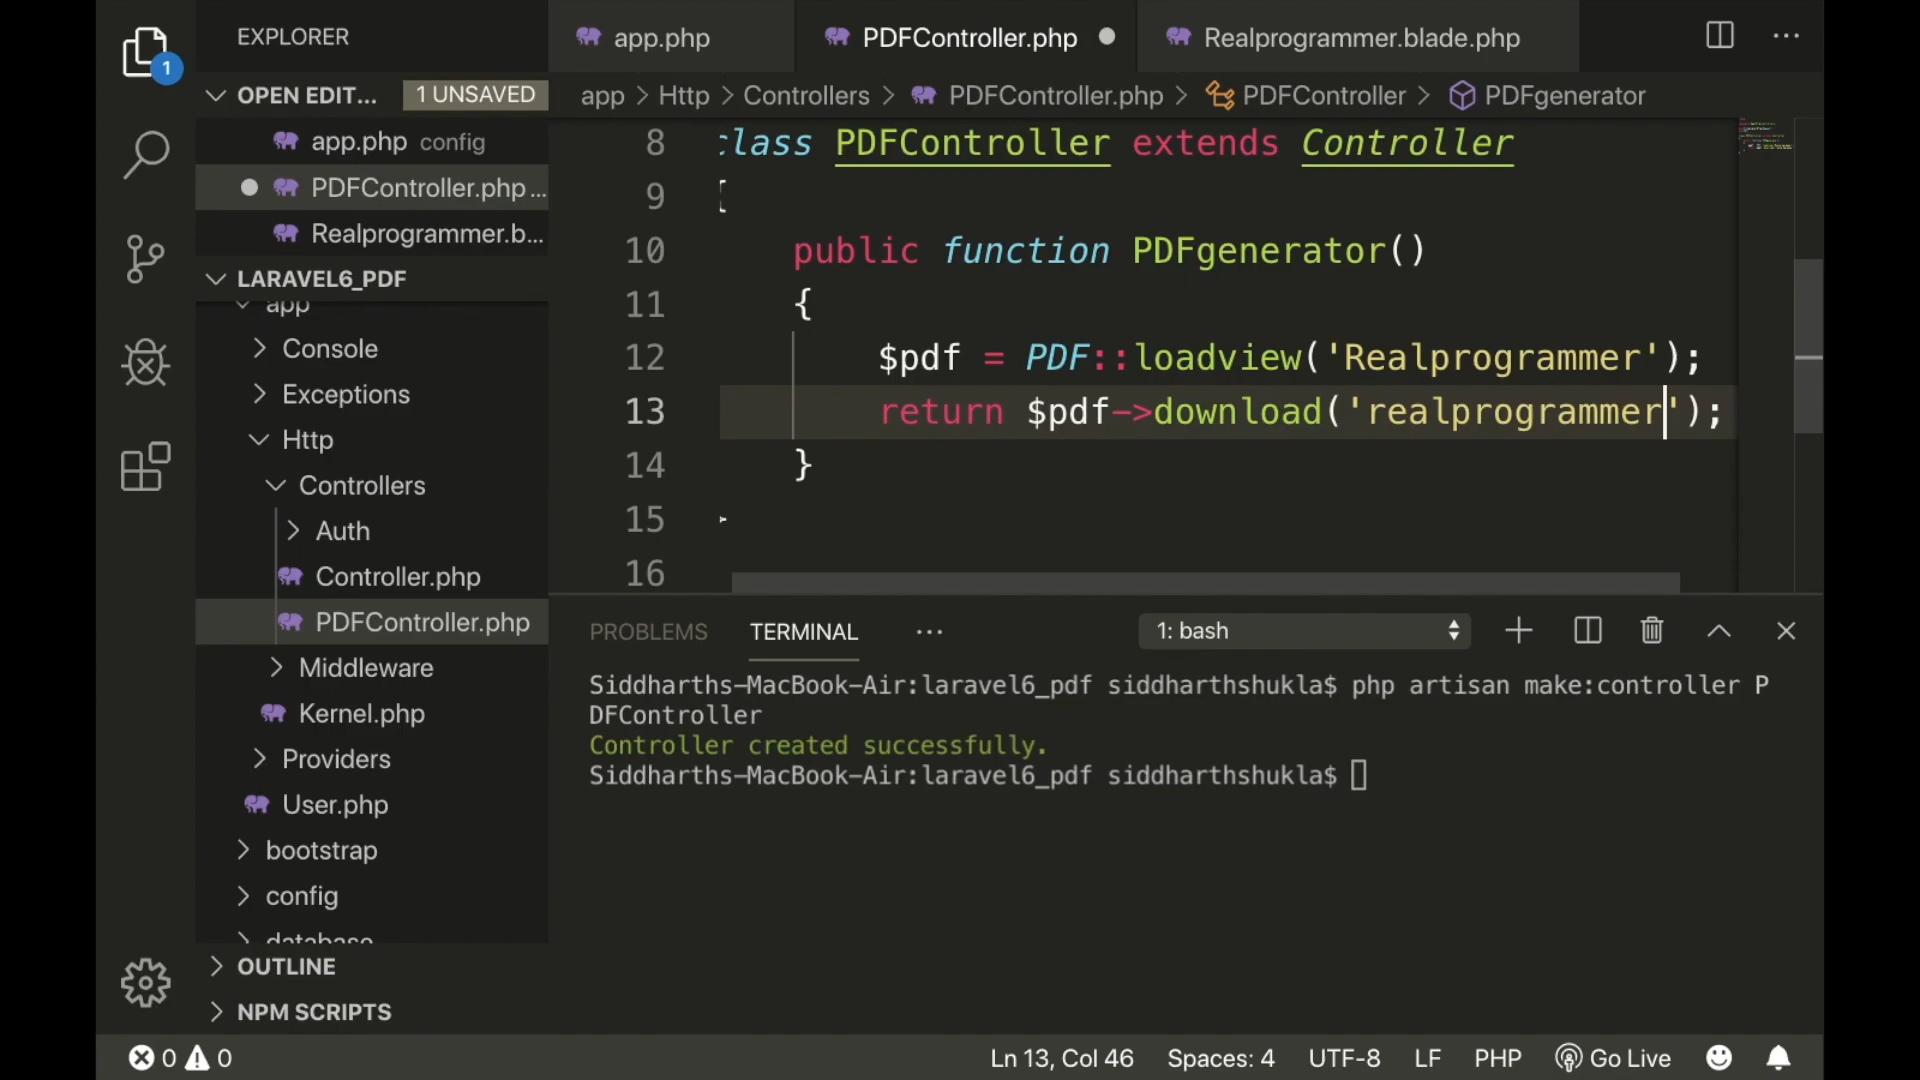 EXPLORER
app.php
PDFController.php
Realprogrammer.blade.php
1
OPEN EDIT... 1 UNSAVED
app > Http > Controllers > PDFController.php > PDFController > PDFgenerator
app.php config
PDFController.php ...
Realprogrammer.b...
LARAVEL6_PDF
app
Console
Exceptions
Http
Controllers
Auth
Controller.php
PDFController.php
Middleware
Kernel.php
Providers
User.php
bootstrap
config
database
OUTLINE
NPM SCRIPTS
8 class PDFController extends Controller
9 {
10 public function PDFgenerator()
11 {
12 $pdf = PDF::loadview('Realprogrammer');
13 return $pdf->download('realprogrammer');
14 }
15
16
PROBLEMS TERMINAL ... 1: bash
Siddharths-MacBook-Air:laravel6_pdf siddharthshukla$ php artisan make:controller P
DFController
Controller created successfully.
Siddharths-MacBook-Air:laravel6_pdf siddharthshukla$
0 0 Ln 13, Col 46 Spaces: 4 UTF-8 LF PHP Go Live